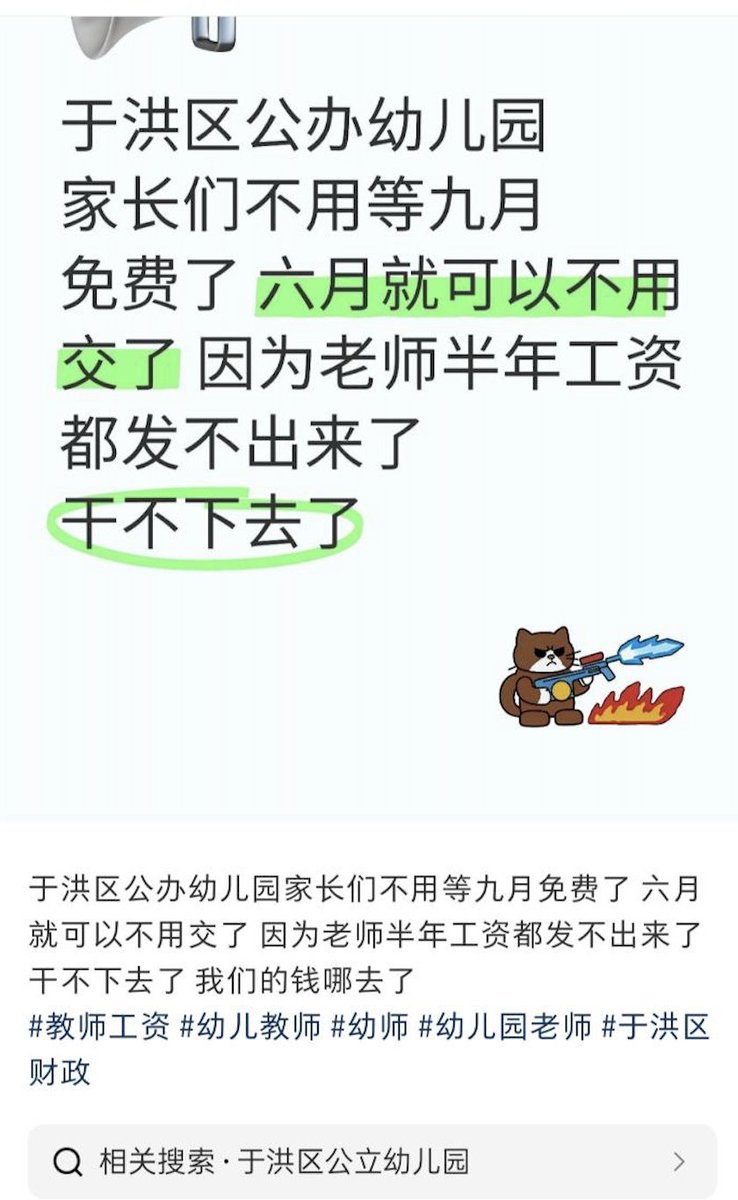 于洪区公办幼儿园
家长们不用等九月
免费了 六月就可以不用
交了 因为老师半年工资
都发不出来了
干不下去了
于洪区公办幼儿园家长们不用等九月免费了 六月
就可以不用交了 因为老师半年工资都发不出来了
干不下去了 我们的钱哪去了
#教师工资 #幼儿教师 #幼师 #幼儿园老师 #于洪区
财政
相关搜索·于洪区公立幼儿园